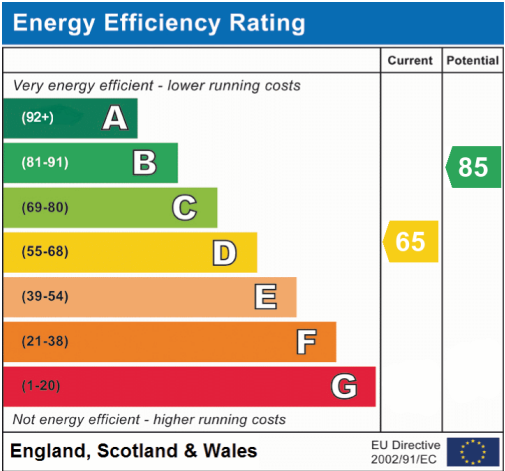 Energy Efficiency Rating
Current Potential
Very energy efficient - lower running costs
(92+) A
(81-91) B
85
(69-80) C
(55-68) D
65
(39-54) E
(21-38) F
(1-20) G
Not energy efficient - higher running costs
England, Scotland & Wales
EU Directive
2002/91/EC